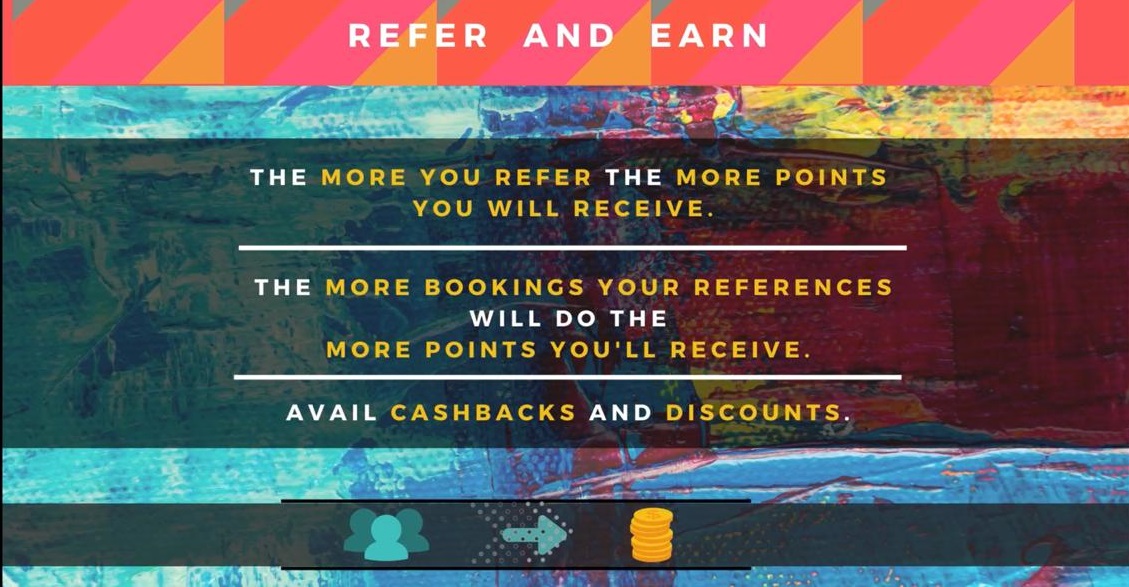 REFER AND EARN
THE MORE YOU REFER THE MORE POINTS
YOU WILL RECEIVE.
THE MORE BOOKINGS YOUR REFERENCES
WILL DO THE
MORE POINTS YOU'LL RECEIVE.
AVAIL CASHBACKS AND DISCOUNTS.